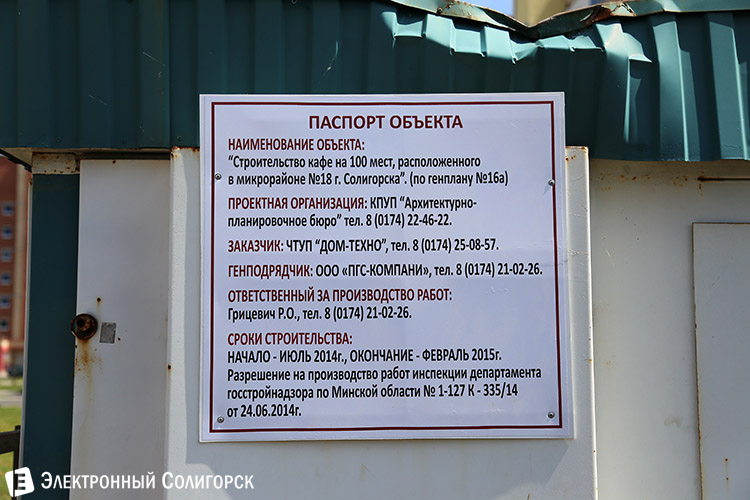 ПАСПОРТ ОБЪЕКТА
НАИМЕНОВАНИЕ ОБЪЕКТА:
“Строительство кафе на 100 мест, расположенного
в микрорайоне №18 г. Солигорска”. (по генплану №16а)
ПРОЕКТНАЯ ОРГАНИЗАЦИЯ: КПУП “Архитектурно-
планировочное бюро” тел. 8 (0174) 22-46-22.
ЗАКАЗЧИК: ЧТУП “ДОМ-ТЕХНО”, тел. 8 (0174) 25-08-57.
ГЕНПОДРЯДЧИК: ООО «ПГС-КОМПАНИ», тел. 8 (0174) 21-02-26.
ОТВЕТСТВЕННЫЙ ЗА ПРОИЗВОДСТВО РАБОТ:
Грицевич Р.О., тел. 8 (0174) 21-02-26.
СРОКИ СТРОИТЕЛЬСТВА:
НАЧАЛО - ИЮЛЬ 2014г., ОКОНЧАНИЕ - ФЕВРАЛЬ 2015г.
Разрешение на производство работ инспекции департамента
госстройнадзора по Минской области № 1-127 К - 335/14
от 24.06.2014г.
Электронный Солигорск